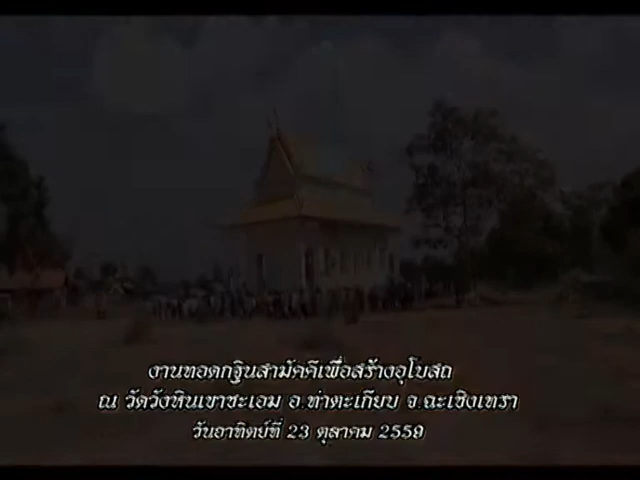 งานทอดกฐินสามัคคีเพื่อสร้างอุโบสถ
ณ วัดวังหินเขาชะเอม อ.ท่าตะเกียบ จ.ฉะเชิงเทรา
วันอาทิตย์ที่ 23 ตุลาคม 2559